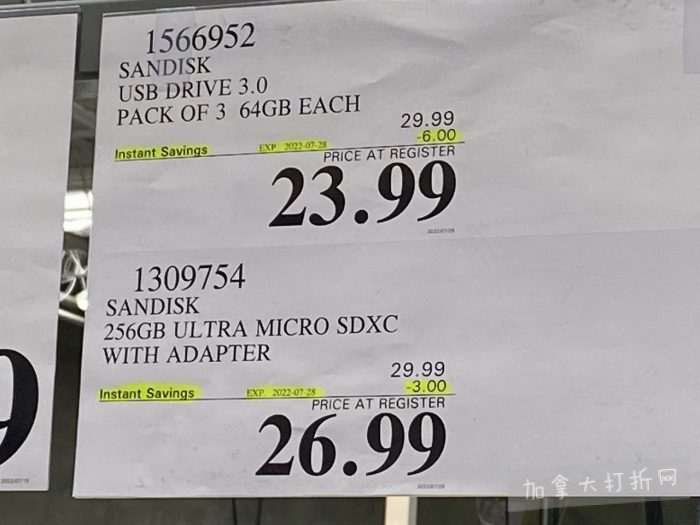 1566952
SANDISK
USB DRIVE 3.0
PACK OF 3 64GB EACH
29.99
-6.00
Instant Savings EXP 2022-07-28
PRICE AT REGISTER
23.99
1309754
SANDISK
256GB ULTRA MICRO SDXC
WITH ADAPTER
29.99
-3.00
Instant Savings EXP 2022-07-28
PRICE AT REGISTER
26.99
9
加拿大打折网